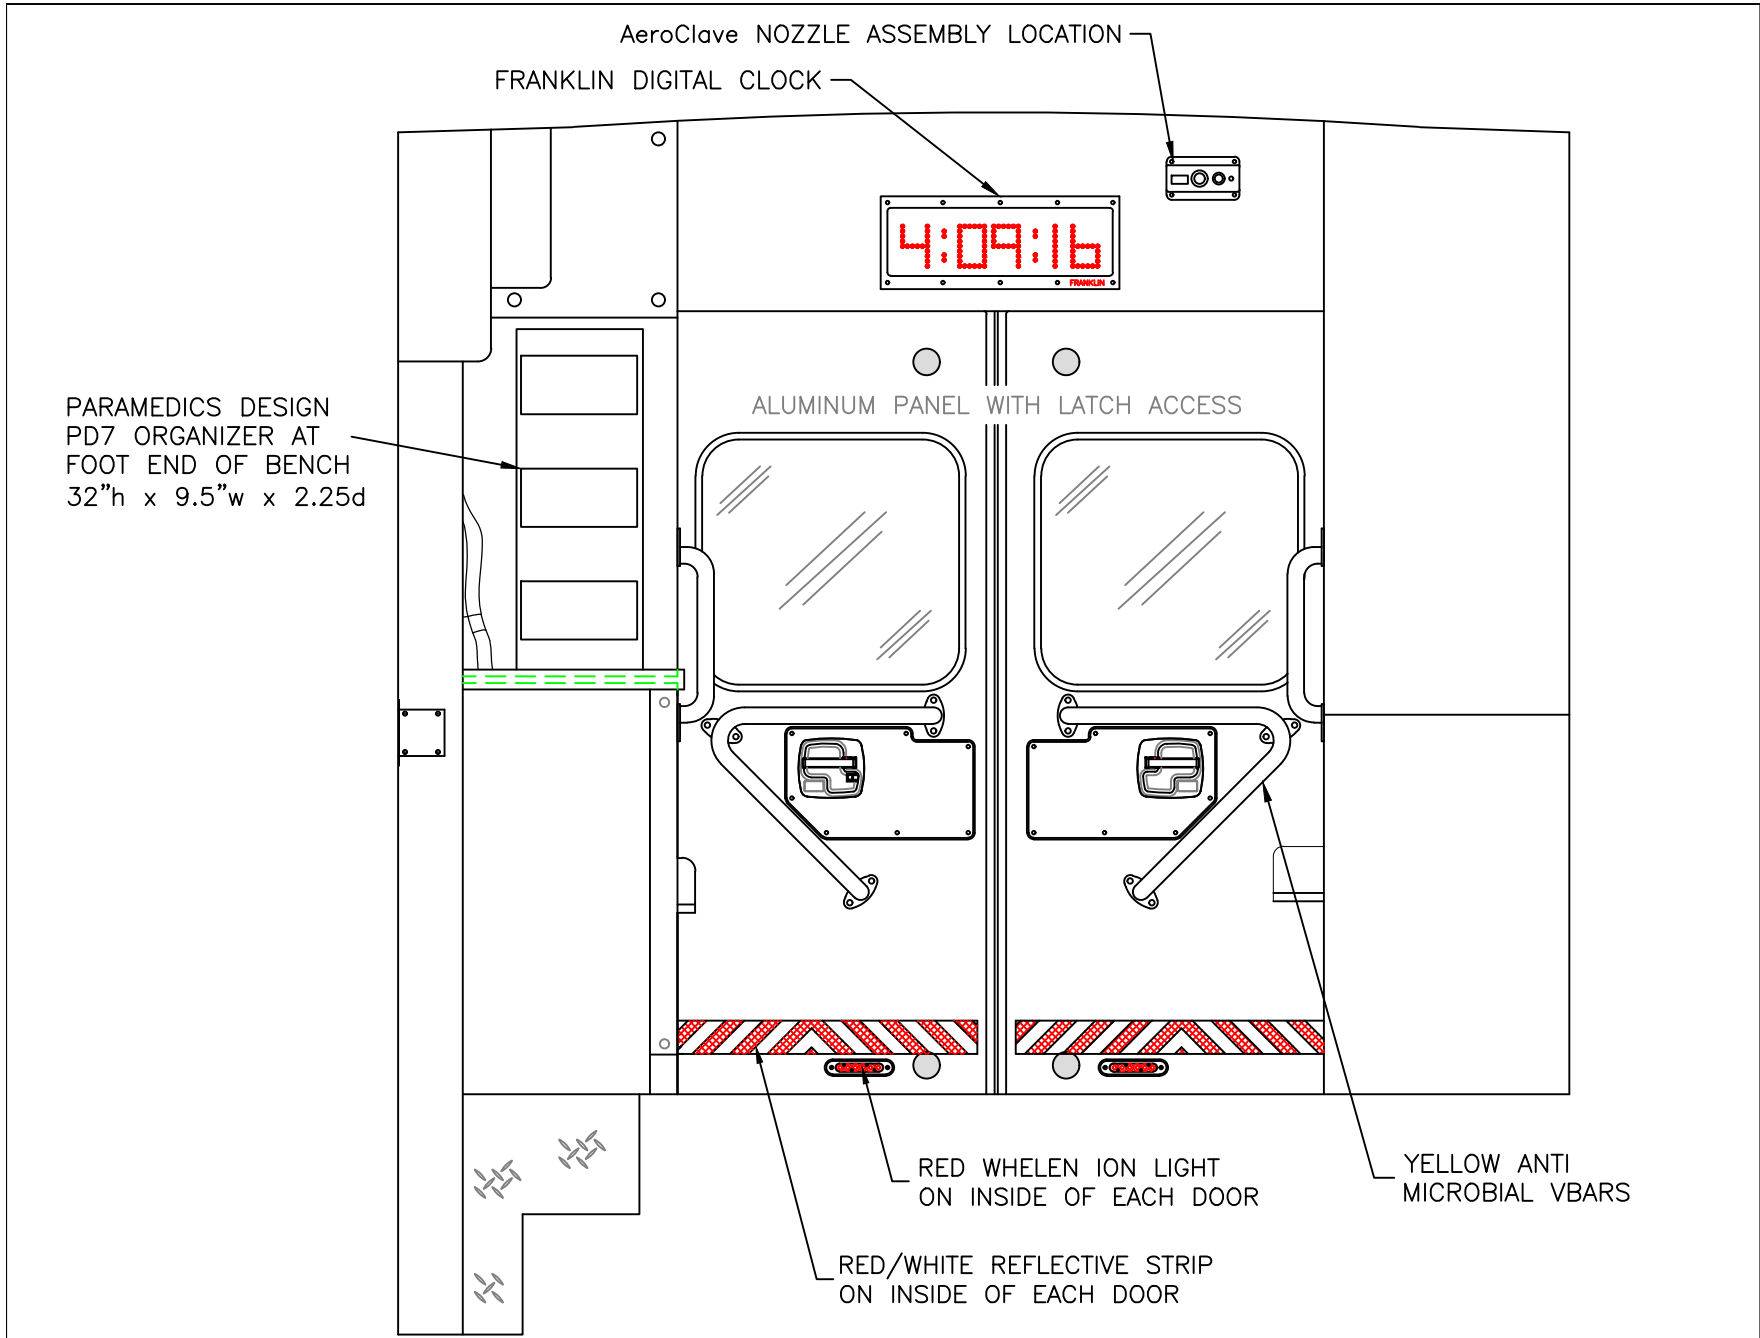 AeroClave NOZZLE ASSEMBLY LOCATION
FRANKLIN DIGITAL CLOCK
4:09:16
FRANKLIN
PARAMEDICS DESIGN
PD7 ORGANIZER AT
FOOT END OF BENCH
32"h x 9.5"w x 2.25d
ALUMINUM PANEL WITH LATCH ACCESS
RED WHELEN ION LIGHT
ON INSIDE OF EACH DOOR
YELLOW ANTI
MICROBIAL VBARS
RED/WHITE REFLECTIVE STRIP
ON INSIDE OF EACH DOOR